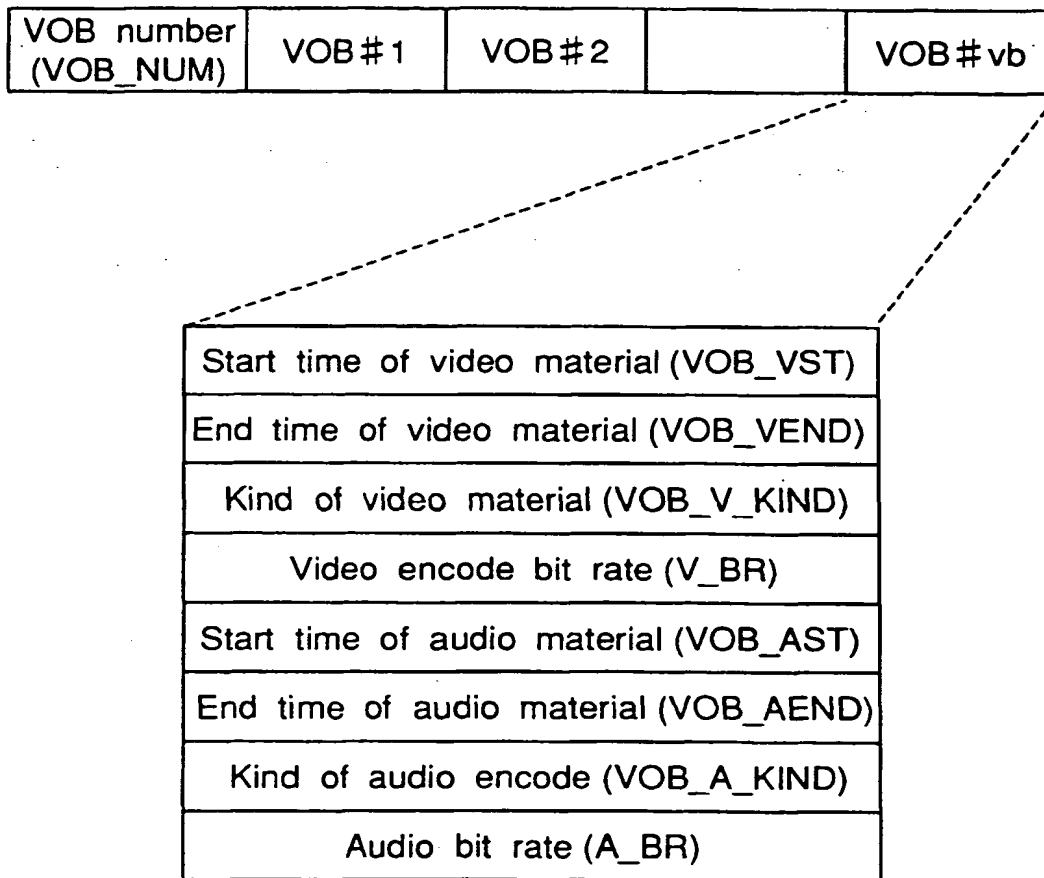 VOB number
(VOB_NUM)
VOB#1
VOB#2
VOB#vb
Start time of video material (VOB_VST)
End time of video material (VOB_VEND)
Kind of video material (VOB_V_KIND)
Video encode bit rate (V_BR)
Start time of audio material (VOB_AST)
End time of audio material (VOB_AEND)
Kind of audio encode (VOB_A_KIND)
Audio bit rate (A_BR)